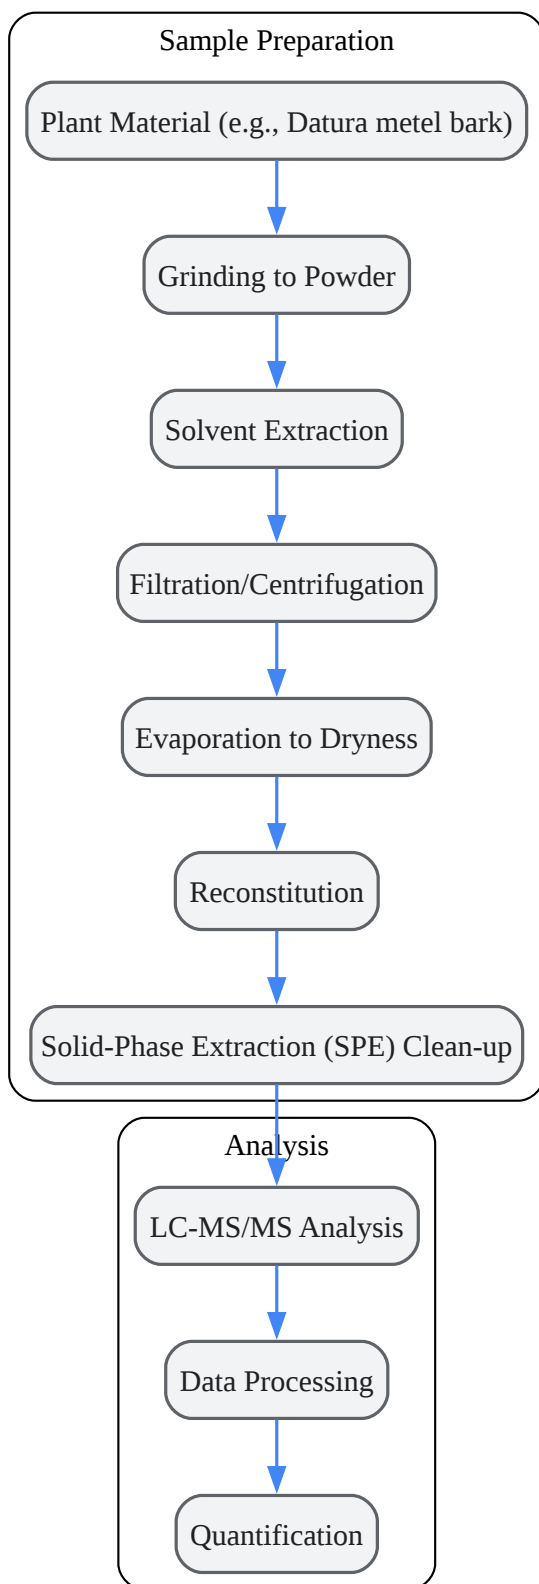 Sample Preparation
Plant Material (e.g., Datura metel bark)
Grinding to Powder
Solvent Extraction
Filtration/Centrifugation
Evaporation to Dryness
Reconstitution
Solid-Phase Extraction (SPE) Clean-up
Analysis
LC-MS/MS Analysis
Data Processing
Quantification